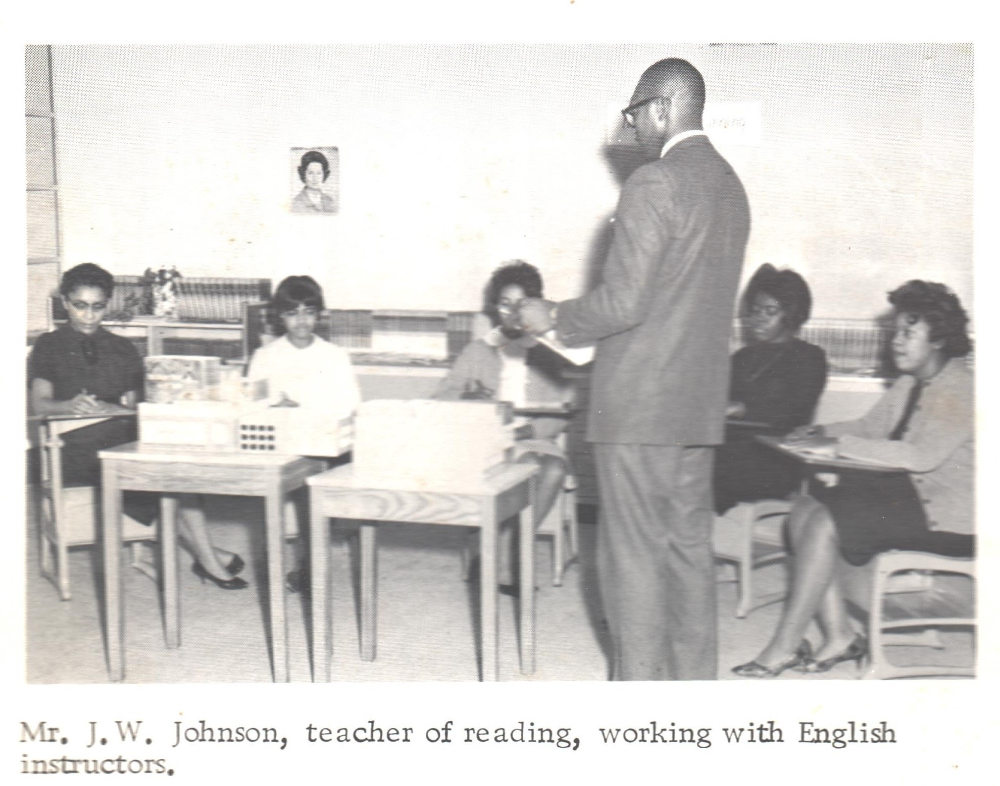 Mr. J.W. Johnson, teacher of reading, working with English
instructors.